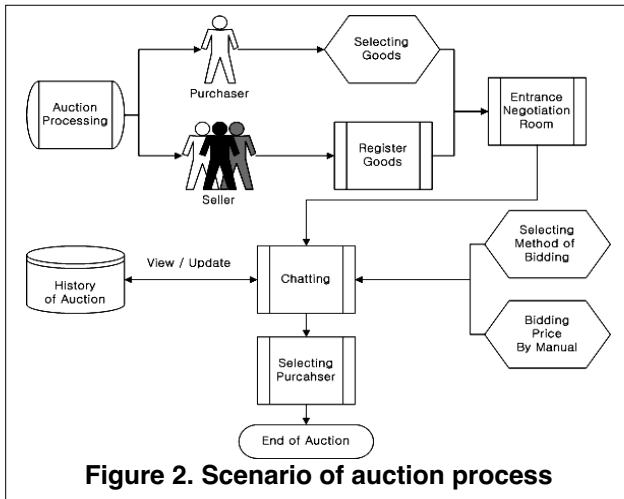 Purchaser
Selecting
Goods
Auction
Processing
Entrance
Negotiation
Room
Seller
Register
Goods
Selecting
Method of
Bidding
View / Update
History
of Auction
Chatting
Bidding
Price
By Manual
Selecting
Purcahser
End of Auction
Figure 2. Scenario of auction process